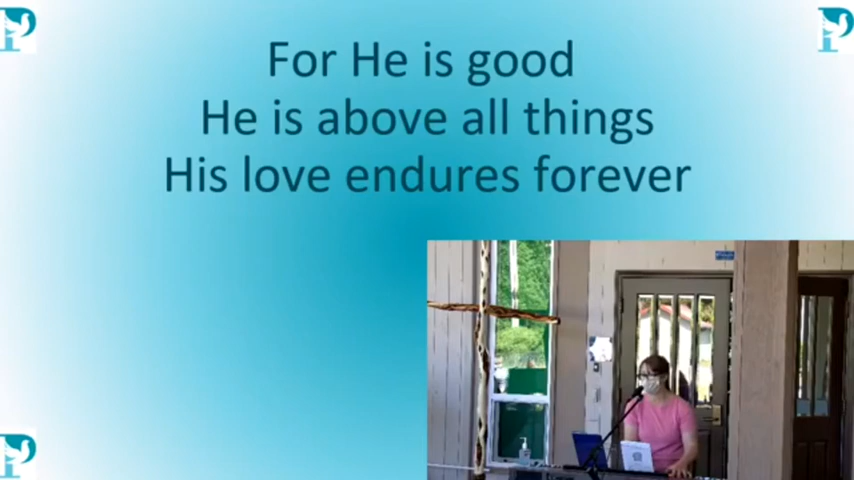 For He is good
He is above all things
His love endures forever